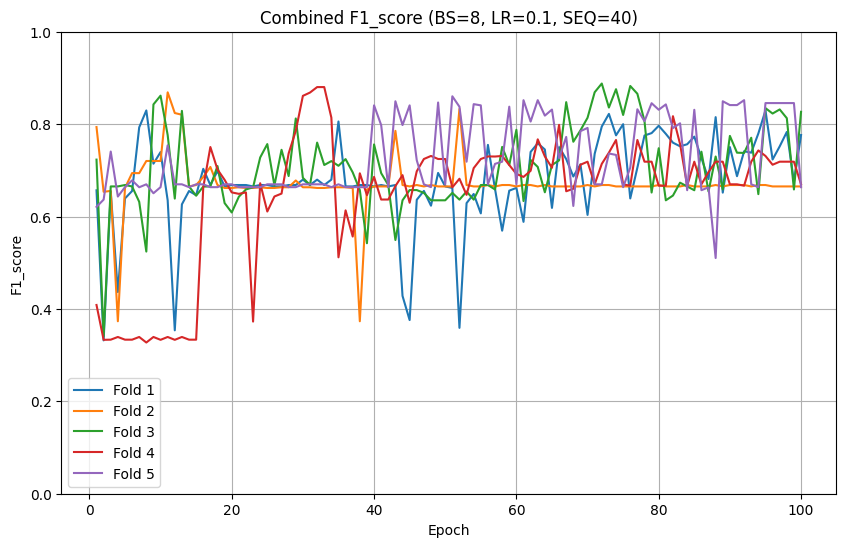 Combined F1_score (BS=8, LR=0.1, SEQ=40)
1.0
0.8
0.6
0.4
0.2
0.0
F1_score
Fold 1
Fold 2
Fold 3
Fold 4
Fold 5
0 20 40 60 80 100
Epoch